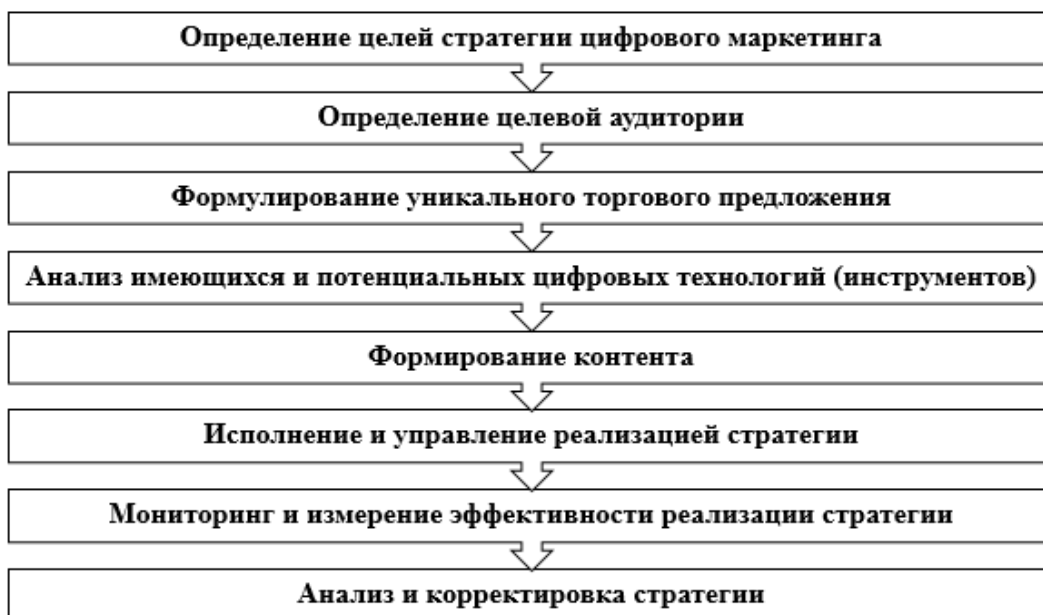 Определение целей стратегии цифрового маркетинга
Определение целевой аудитории
Формулирование уникального торгового предложения
Анализ имеющихся и потенциальных цифровых технологий (инструментов)
Формирование контента
Исполнение и управление реализацией стратегии
Мониторинг и измерение эффективности реализации стратегии
Анализ и корректировка стратегии